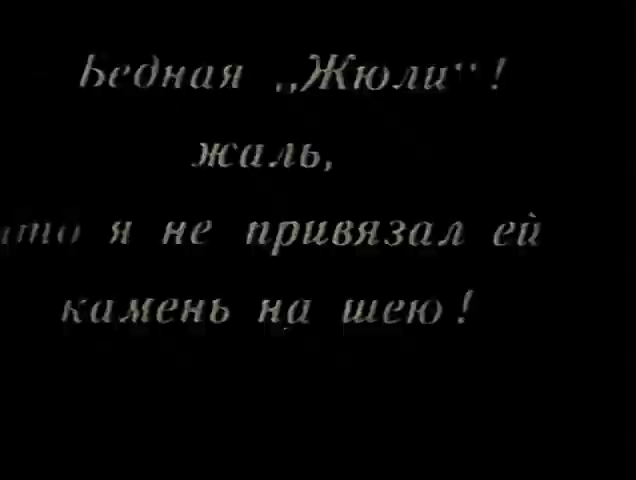 Бедная „Жюли“!
жаль,
что я не привязал ей
камень на шею!